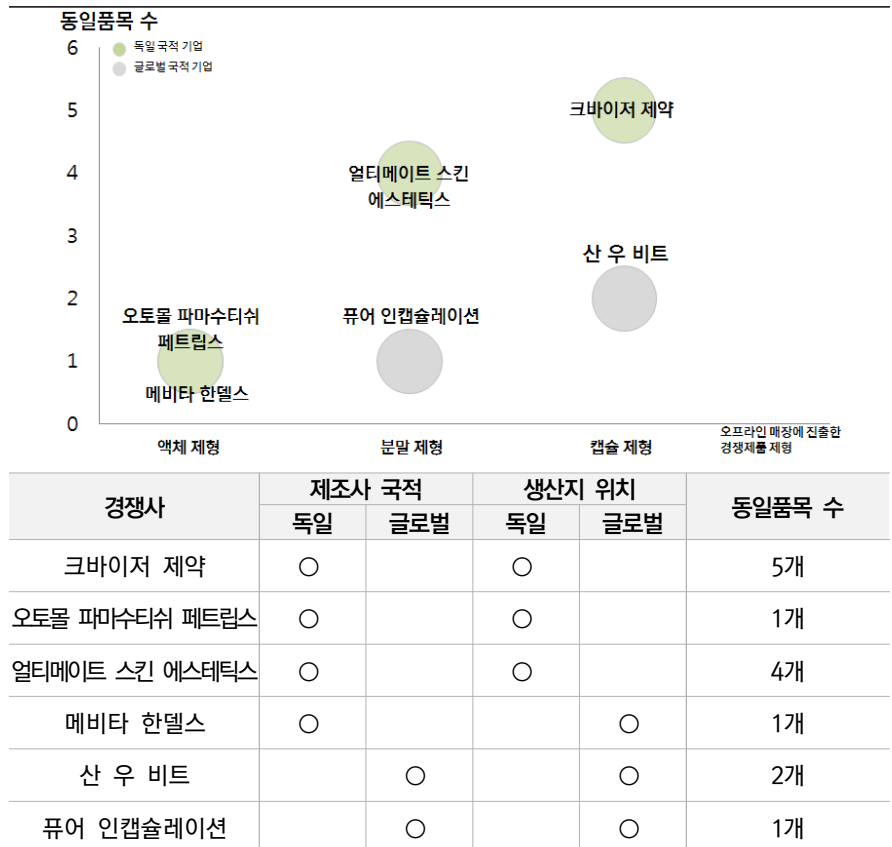 동일품목 수
6
독일 국적 기업
글로벌 국적 기업
5
크바이저 제약
4
얼티메이트 스킨
에스테틱스
3
산 우 비트
2
오토몰 파마수티쉬
페트립스
퓨어 인캡슐레이션
1
메비타 한델스
0
액체 제형
분말 제형
캡슐 제형
오프라인 매장에 진출한
경쟁제품 제형
경쟁사
제조사 국적
생산지 위치
동일품목 수
독일
글로벌
독일
글로벌
크바이저 제약 ○ ○ 5개
오토몰 파마수티쉬 페트립스 ○ ○ 1개
얼티메이트 스킨 에스테틱스 ○ ○ 4개
메비타 한델스 ○ ○ 1개
산 우 비트 ○ ○ 2개
퓨어 인캡슐레이션 ○ ○ 1개